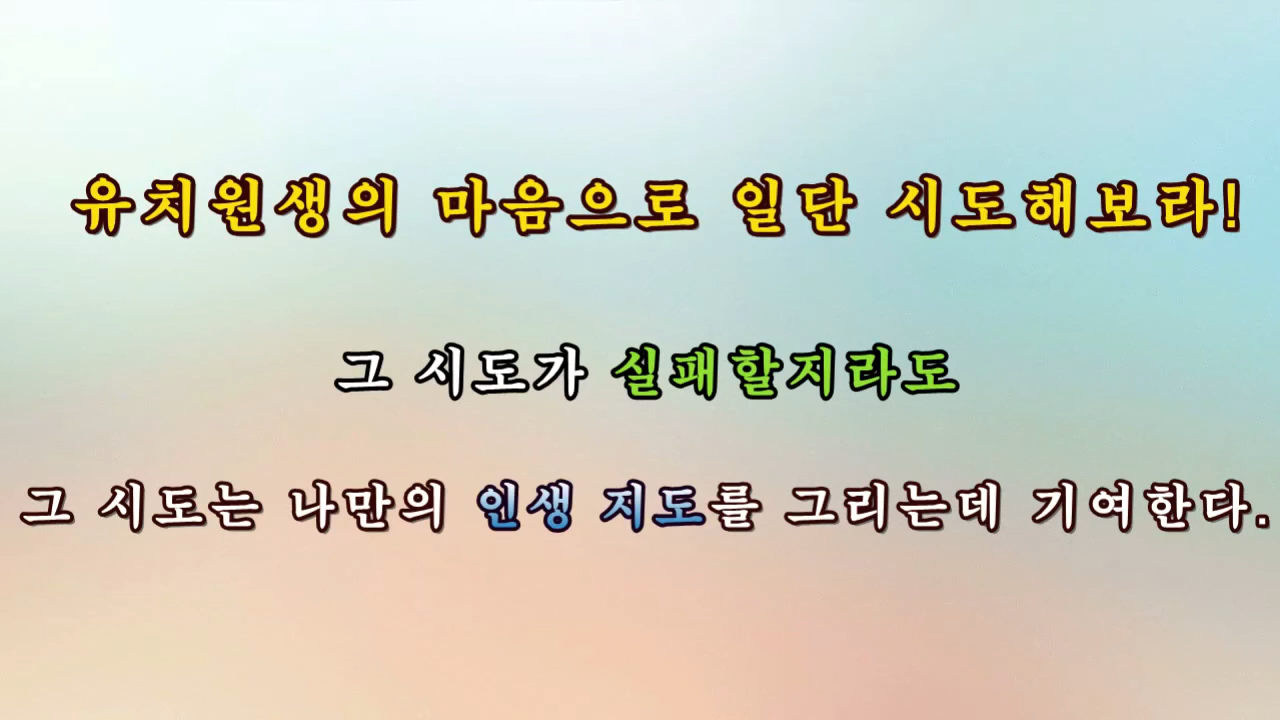 유치원생의 마음으로 일단 시도해보라!
그 시도가 실패할지라도
그 시도는 나만의 인생 지도를 그리는데 기여한다.